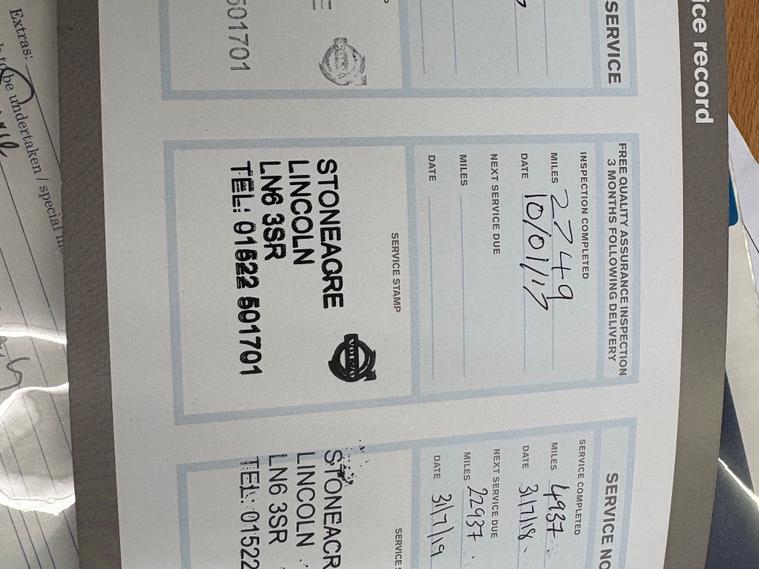 ice record
SERVICE
501701
FREE QUALITY ASSURANCE INSPECTION
3 MONTHS FOLLOWING DELIVERY
INSPECTION COMPLETED
MILES 2749
DATE 10/01/17
NEXT SERVICE DUE
MILES
DATE
SERVICE STAMP
VOLVO
STONEACRE
LINCOLN
LN6 3SR
TEL: 01522 501701
SERVICE NO
SERVICE COMPLETED
MILES 4937
DATE 31/7/18
NEXT SERVICE DUE
MILES 22937
DATE 31/7/19
SERVICE S
STONEACR
LINCOLN
LN6 3SR
TEL: 01522
Extras:
to be undertaken / special